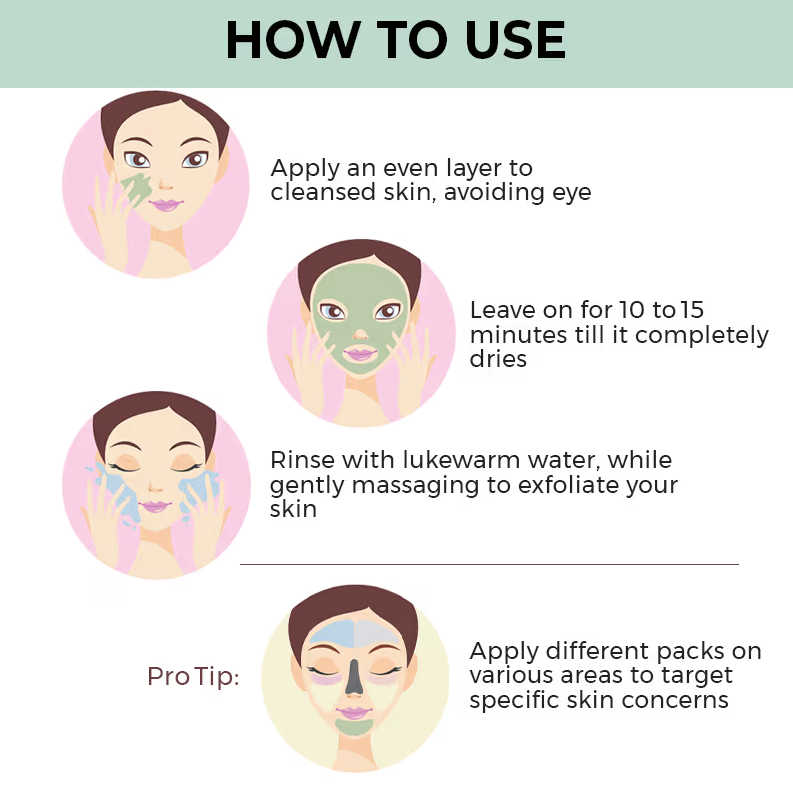 HOW TO USE
Apply an even layer to
cleansed skin, avoiding eye
Leave on for 10 to 15
minutes till it completely
dries
Rinse with lukewarm water, while
gently massaging to exfoliate your
skin
Pro Tip:
Apply different packs on
various areas to target
specific skin concerns